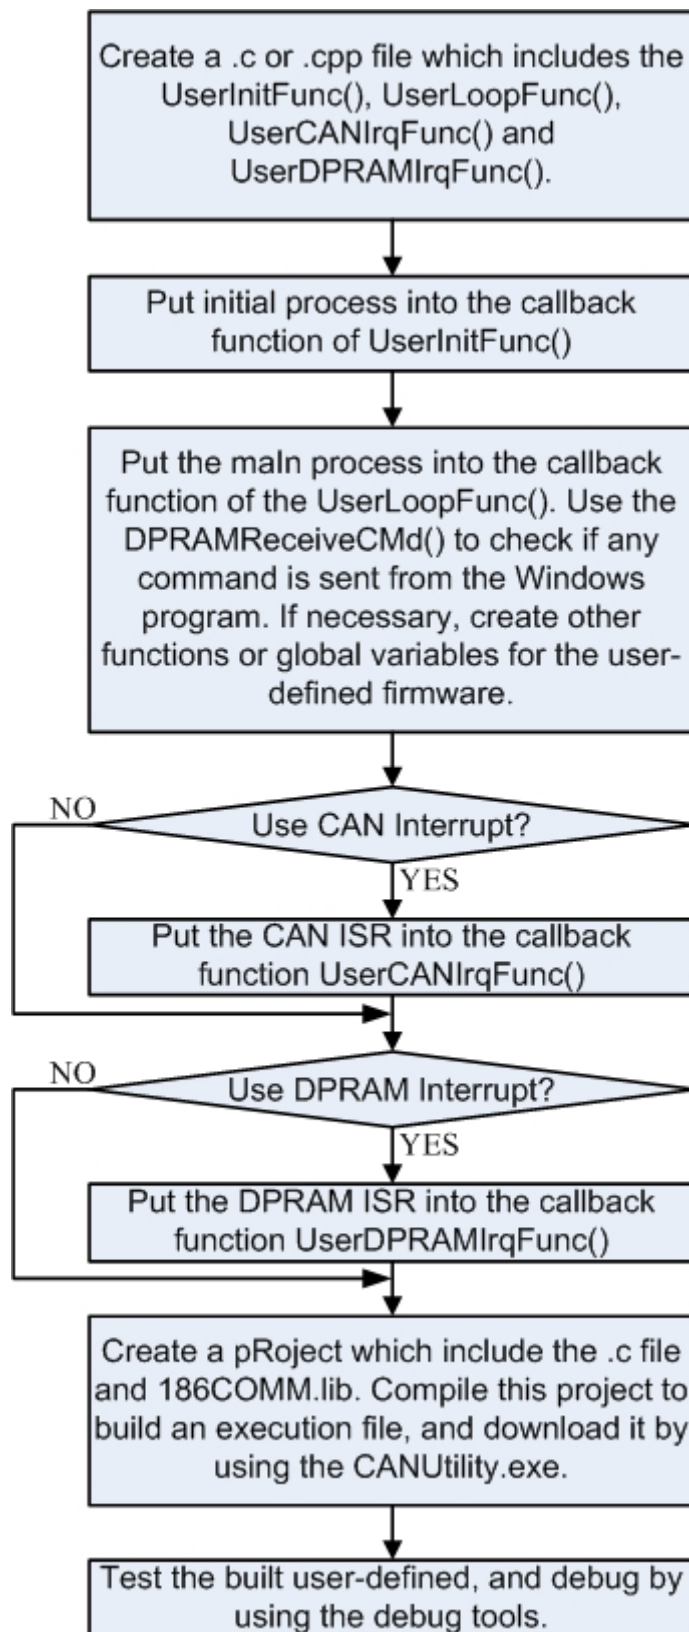 Create a .c or .cpp file which includes the
UserInitFunc(), UserLoopFunc(),
UserCANIrqFunc() and
UserDPRAMIrqFunc().
Put initial process into the callback
function of UserInitFunc()
Put the maIn process into the callback
function of the UserLoopFunc(). Use the
DPRAMReceiveCMd() to check if any
command is sent from the Windows
program. If necessary, create other
functions or global variables for the user-
defined firmware.
NO
Use CAN Interrupt?
YES
Put the CAN ISR into the callback
function UserCANIrqFunc()
NO
Use DPRAM Interrupt?
YES
Put the DPRAM ISR into the callback
function UserDPRAMIrqFunc()
Create a pRoject which include the .c file
and 186COMM.lib. Compile this project to
build an execution file, and download it by
using the CANUtility.exe.
Test the built user-defined, and debug by
using the debug tools.